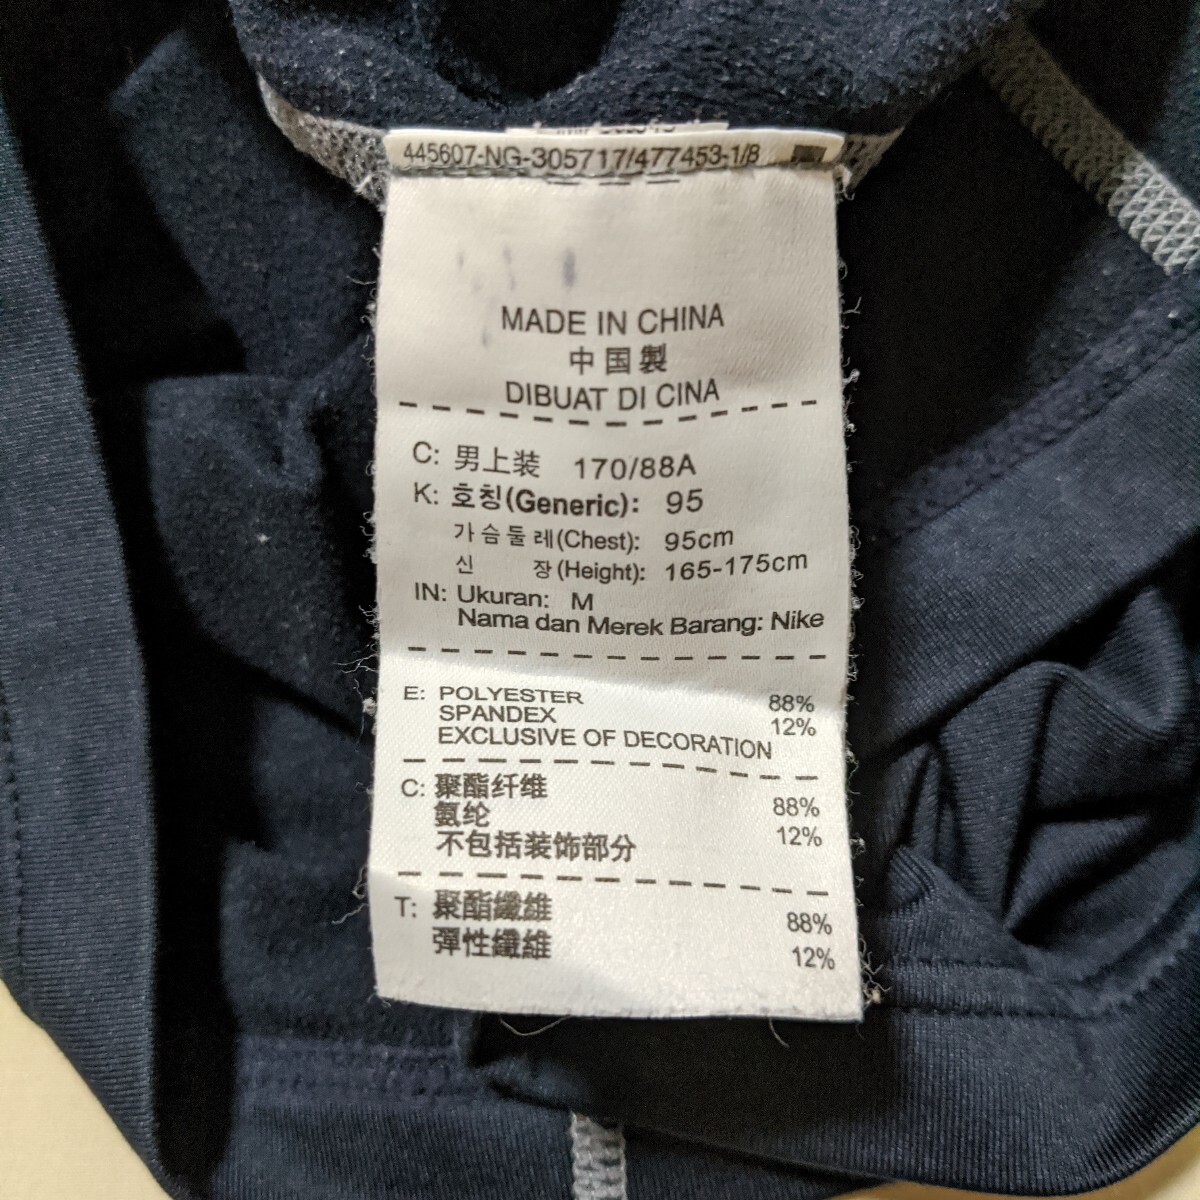 445607-NG-305717/477453-1/8
MADE IN CHINA
中国製
DIBUAT DI CINA
C: 男上装 170/88A
K: 호칭(Generic): 95
가슴둘레(Chest): 95cm
신 장(Height): 165-175cm
IN: Ukuran: M
Nama dan Merek Barang: Nike
E: POLYESTER 88%
SPANDEX 12%
EXCLUSIVE OF DECORATION
C: 聚酯纤维 88%
氨纶 12%
不包括装饰部分
T: 聚酯纖維 88%
彈性纖維 12%